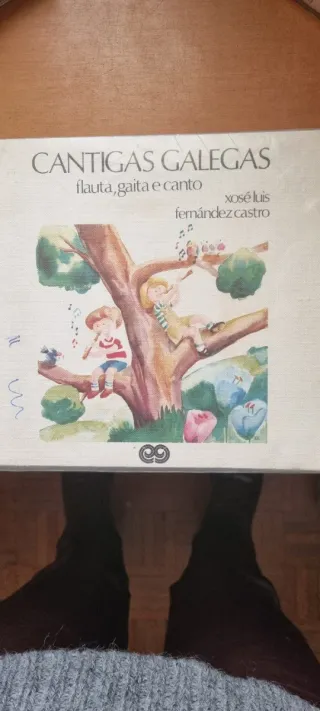 CANTIGAS GALEGAS
flauta, gaita e canto
xosé luis
fernández castro